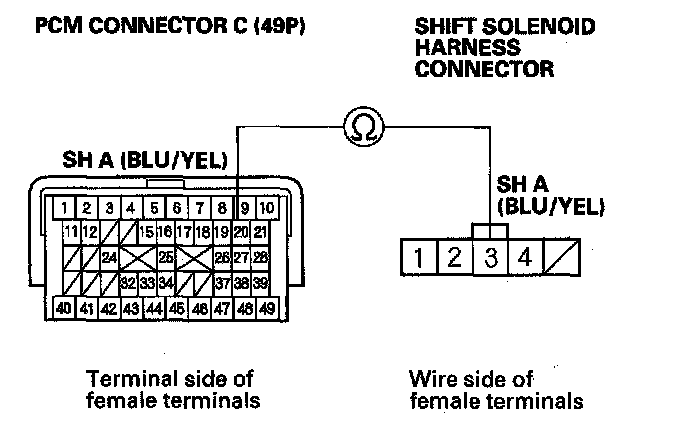 PCM CONNECTOR C (49P)
SHIFT SOLENOID
HARNESS
CONNECTOR
Ω
SH A (BLU/YEL)
SH A
(BLU/YEL)
1 2 3 4 5 6 7 8 9 10
11 12 15 16 17 18 19 20 21
24 25 26 27 28
32 33 34 37 38 39
40 41 42 43 44 45 46 47 48 49
1 2 3 4
Terminal side of
female terminals
Wire side of
female terminals